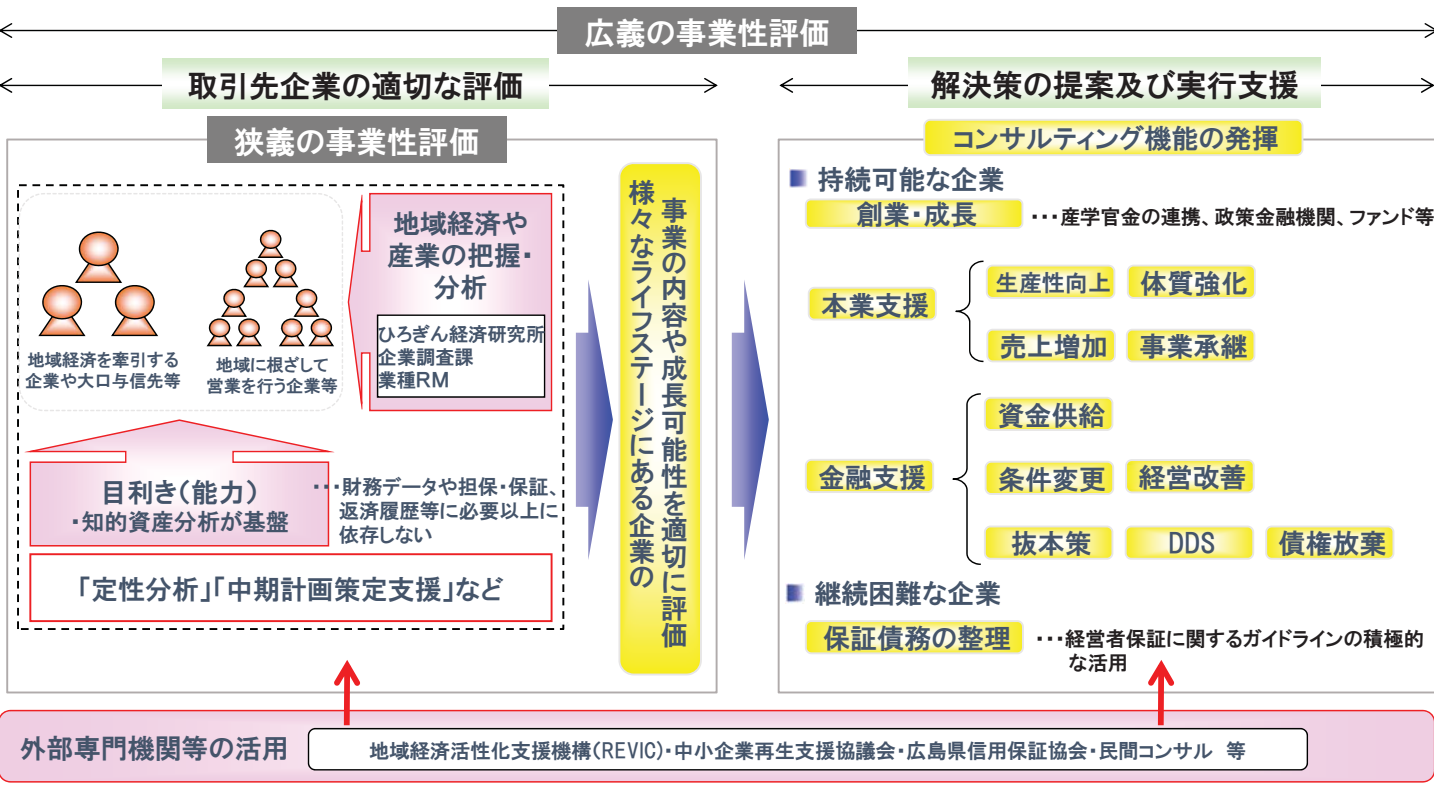 広義の事業性評価
取引先企業の適切な評価
狭義の事業性評価
地域経済を牽引する
企業や大口与信先等
地域に根ざして
営業を行う企業等
地域経済や
産業の把握・
分析
ひろぎん経済研究所
企業調査課
業種RM
目利き(能力)
・知的資産分析が基盤
・・・財務データや担保・保証、
返済履歴等に必要以上に
依存しない
「定性分析」「中期計画策定支援」など
様々なライフステージにある企業の
事業の内容や成長可能性を適切に評価
解決策の提案及び実行支援
コンサルティング機能の発揮
■ 持続可能な企業
創業・成長 ・・・産学官金の連携、政策金融機関、ファンド等
本業支援
生産性向上 体質強化
売上増加 事業承継
金融支援
資金供給
条件変更 経営改善
抜本策 DDS 債権放棄
■ 継続困難な企業
保証債務の整理 ・・・経営者保証に関するガイドラインの積極的
な活用
外部専門機関等の活用
地域経済活性化支援機構(REVIC)・中小企業再生支援協議会・広島県信用保証協会・民間コンサル 等